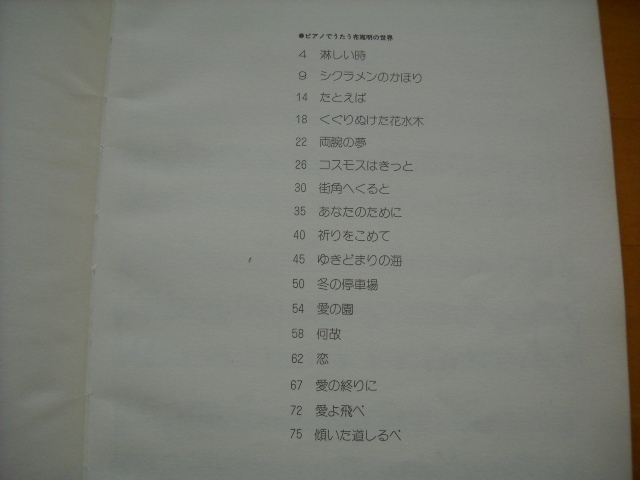 ●ピアノでうたう布施明の世界
4 淋しい時
9 シクラメンのかほり
14 たとえば
18 くぐりぬけた花水木
22 両腕の夢
26 コスモスはきっと
30 街角へくると
35 あなたのために
40 祈りをこめて
45 ゆきどまりの海
50 冬の停車場
54 愛の園
58 何故
62 恋
67 愛の終りに
72 愛よ飛べ
75 傾いた道しるべ